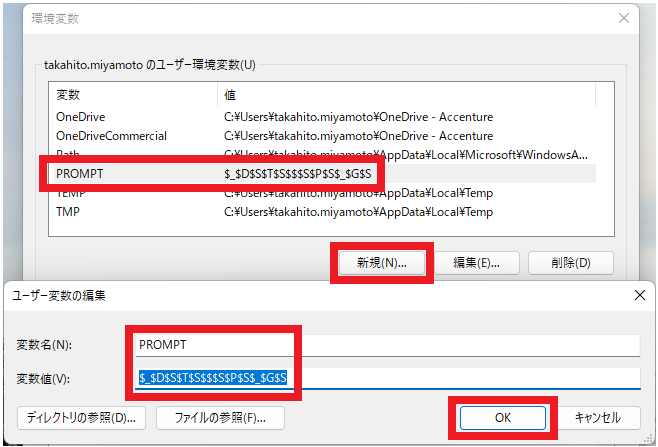 環境変数
takahito.miyamoto のユーザー環境変数(U)
変数 値
OneDrive C:¥Users¥takahito.miyamoto¥OneDrive - Accenture
OneDriveCommercial C:¥Users¥takahito.miyamoto¥OneDrive - Accenture
Path C:¥Users¥takahito.miyamoto¥AppData¥Local¥Microsoft¥WindowsA...
PROMPT $_$D$S$T$S$$$S$P$S$_$G$S
TEMP C:¥Users¥takahito.miyamoto¥AppData¥Local¥Temp
TMP C:¥Users¥takahito.miyamoto¥AppData¥Local¥Temp
新規(N)... 編集(E)... 削除(D)
ユーザー変数の編集
変数名(N): PROMPT
変数値(V): $_$D$S$T$S$$$S$P$S$_$G$S
ディレクトリの参照(D)... ファイルの参照(F)... OK キャンセル